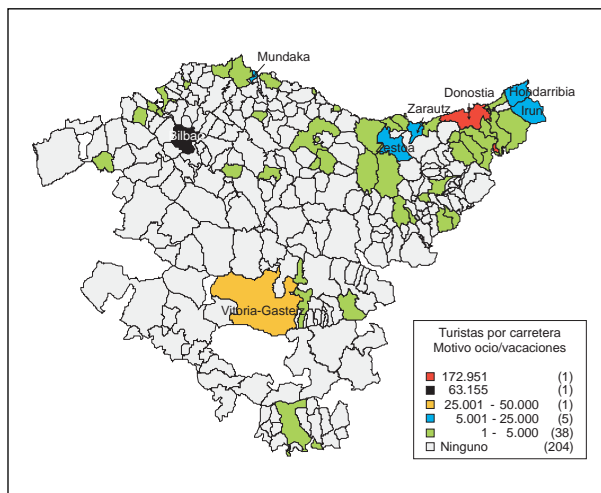 Mundaka
Donostia
Hondarribia
Zarautz
Irun
Bilbao
Zestoa
Vitoria-Gasteiz
Turistas por carretera
Motivo ocio/vacaciones
172.951 (1)
63.155 (1)
25.001 - 50.000 (1)
5.001 - 25.000 (5)
1 - 5.000 (38)
Ninguno (204)